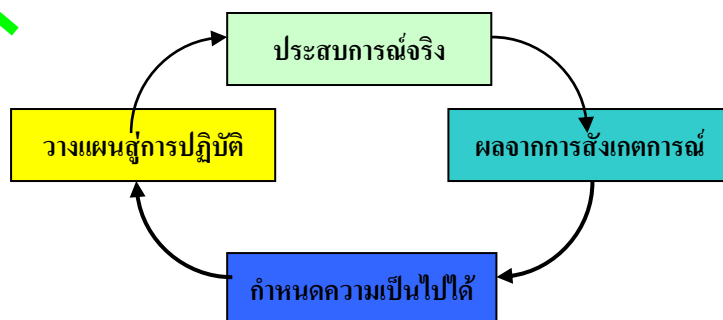 ประสบการณ์จริง
วางแผนสู่การปฏิบัติ
ผลจากการสังเกตการณ์
กำหนดความเป็นไปได้